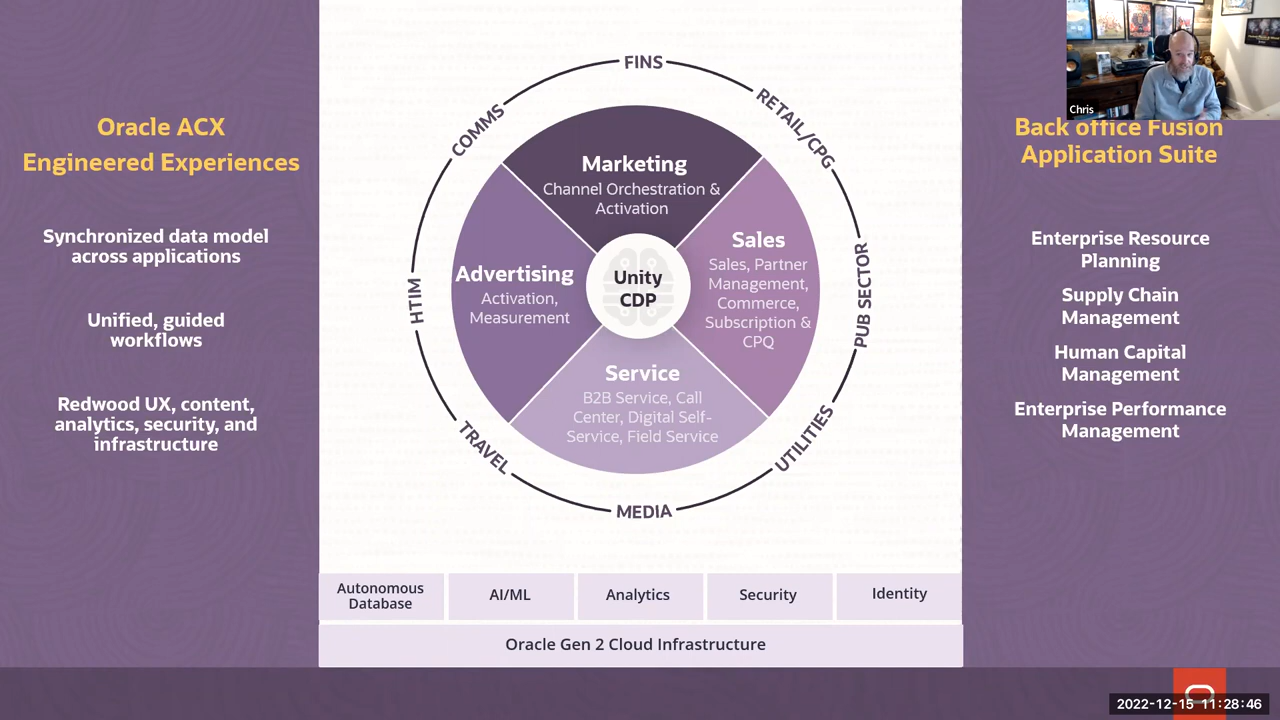 Oracle ACX
Engineered Experiences
Synchronized data model
across applications
Unified, guided
workflows
Redwood UX, content,
analytics, security, and
infrastructure
FINS
COMMS
RETAIL/CPG
HTIM
PUB SECTOR
TRAVEL
UTILITIES
MEDIA
Marketing
Channel Orchestration &
Activation
Advertising
Activation,
Measurement
Unity
CDP
Sales
Sales, Partner
Management,
Commerce,
Subscription &
CPQ
Service
B2B Service, Call
Center, Digital Self-
Service, Field Service
Autonomous
Database
AI/ML
Analytics
Security
Identity
Oracle Gen 2 Cloud Infrastructure
Chris
Back office Fusion
Application Suite
Enterprise Resource
Planning
Supply Chain
Management
Human Capital
Management
Enterprise Performance
Management
2022-12-15 11:28:46